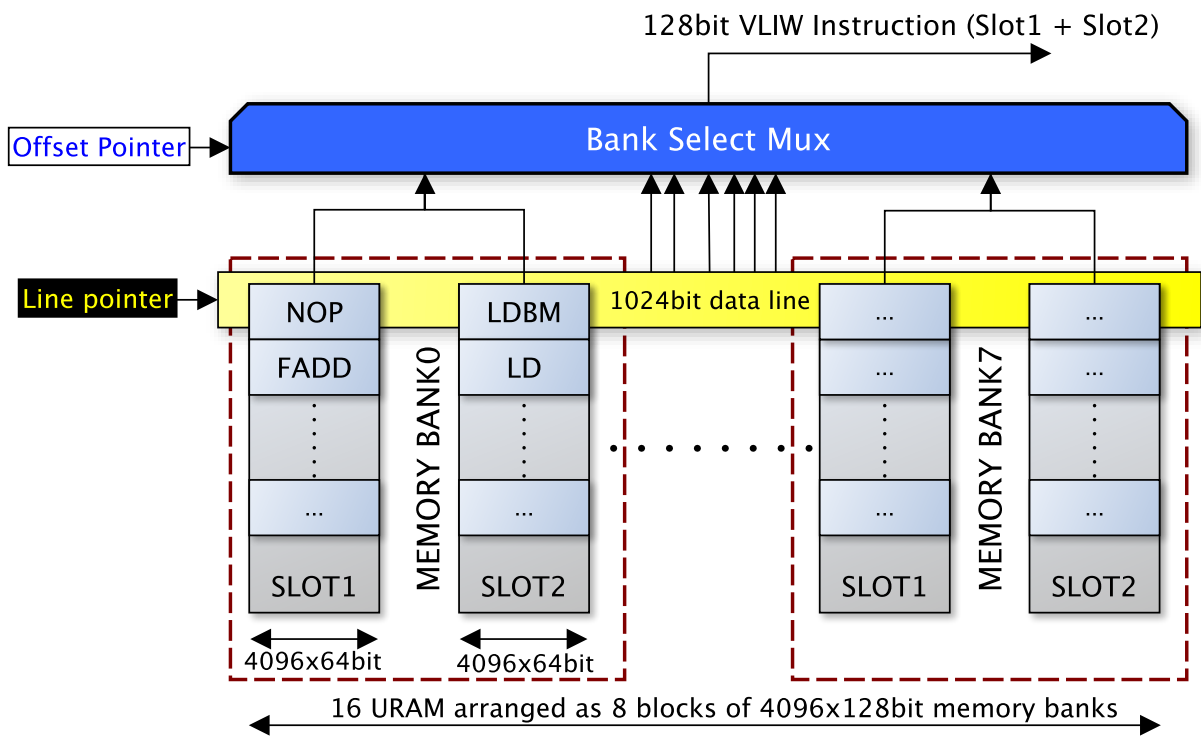 128bit VLIW Instruction (Slot1 + Slot2)
Offset Pointer
Bank Select Mux
Line pointer
1024bit data line
NOP
LDBM
...
...
FADD
LD
...
...
MEMORY BANK0
MEMORY BANK7
...
...
...
...
SLOT1
SLOT2
SLOT1
SLOT2
4096x64bit
4096x64bit
16 URAM arranged as 8 blocks of 4096x128bit memory banks